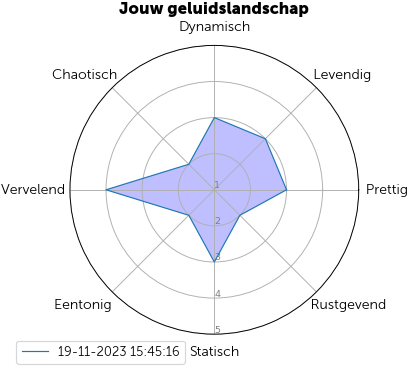 Jouw geluidslandschap
Dynamisch
Chaotisch
Levendig
Vervelend
1
Prettig
2
3
4
Eentonig
Rustgevend
5
19-11-2023 15:45:16
Statisch